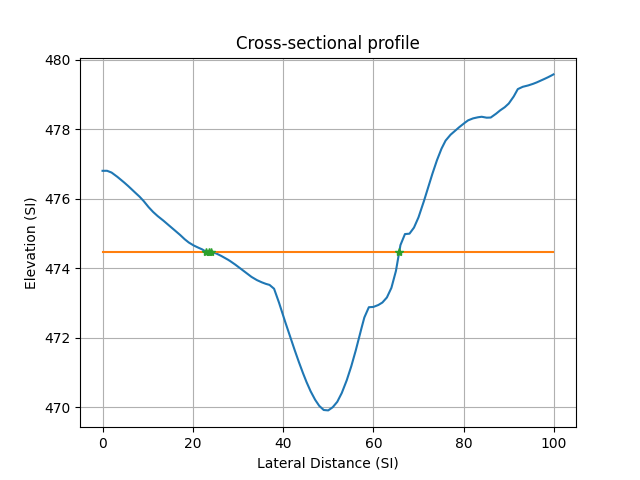 Cross-sectional profile
480
478
476
474
472
470
Elevation (SI)
0 20 40 60 80 100
Lateral Distance (SI)